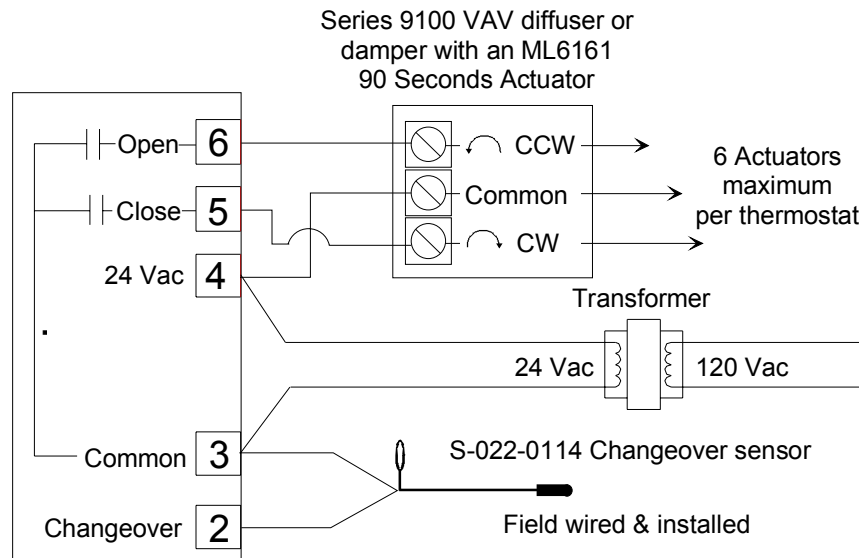 Series 9100 VAV diffuser or
damper with an ML6161
90 Seconds Actuator
Open 6
CCW
6 Actuators
maximum
per thermostat
Close 5
Common
CW
24 Vac 4
Transformer
24 Vac
120 Vac
Common 3
S-022-0114 Changeover sensor
Changeover 2
Field wired & installed